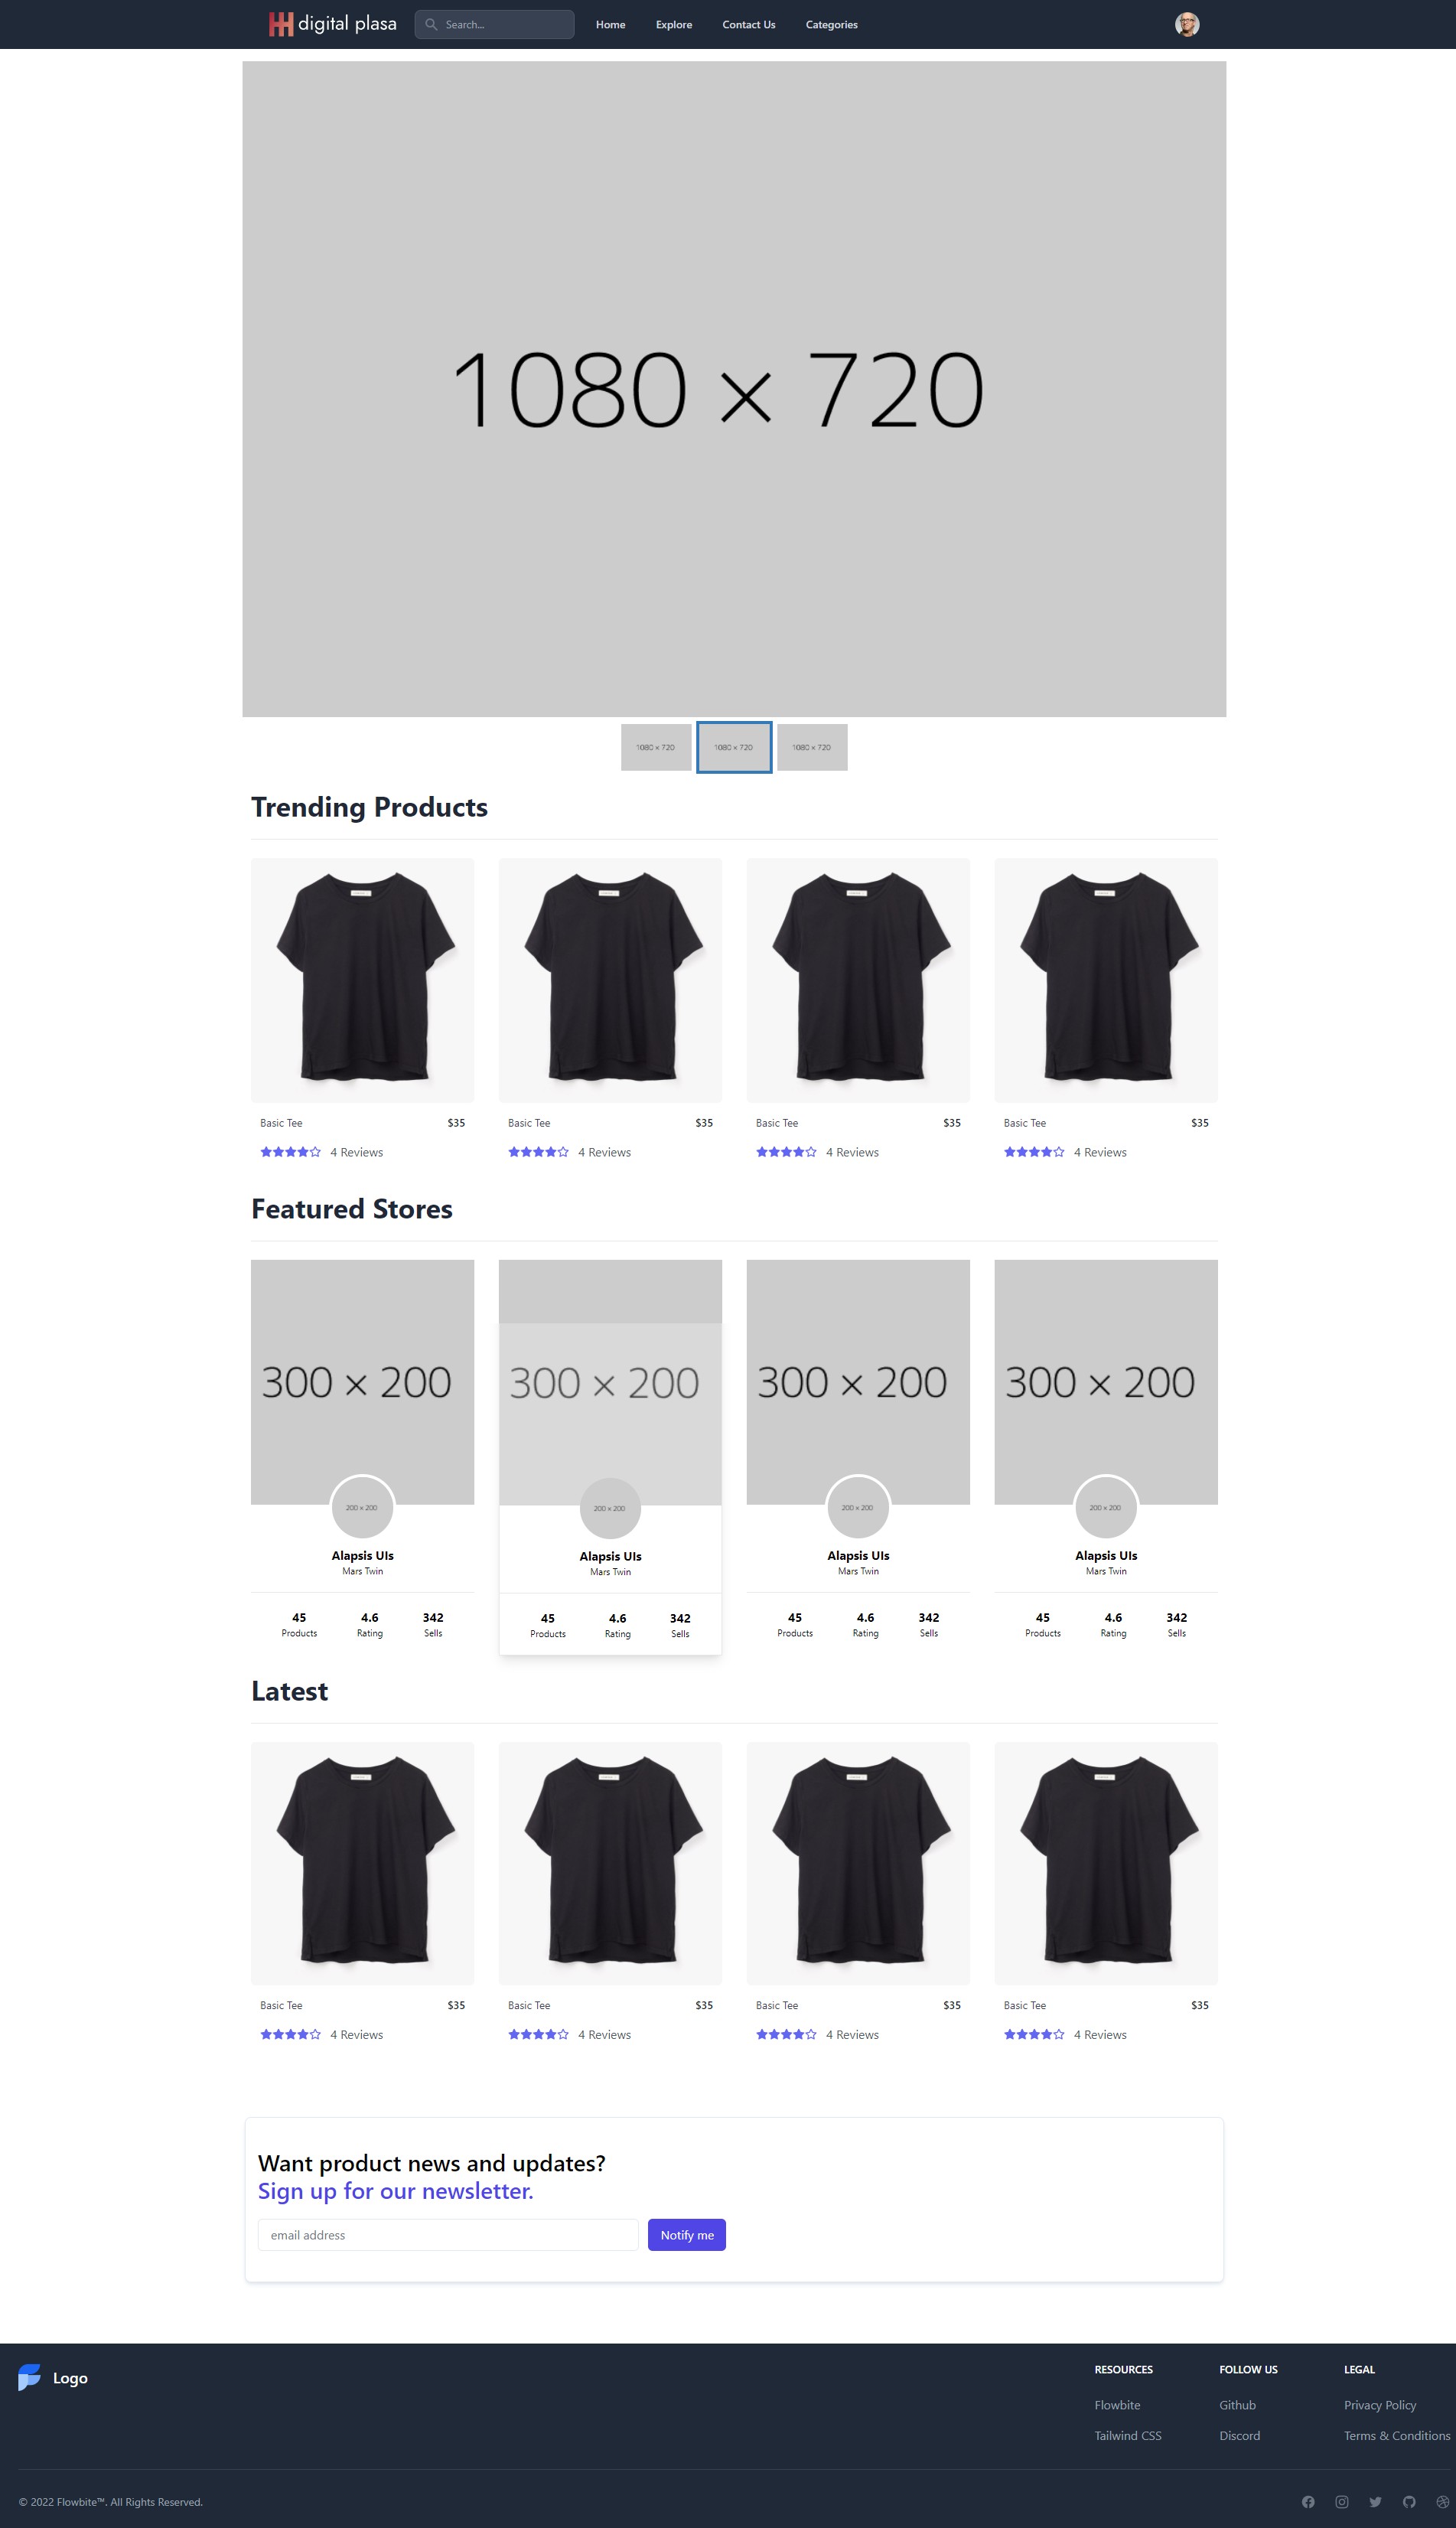 digital plasa Search... Home Explore Contact Us Categories
1080 × 720
1080 × 720 1080 × 720 1080 × 720
Trending Products
Basic Tee $35 Basic Tee $35 Basic Tee $35 Basic Tee $35
4 Reviews 4 Reviews 4 Reviews 4 Reviews
Featured Stores
300 × 200 300 × 200 300 × 200 300 × 200
200 × 200 200 × 200 200 × 200 200 × 200
Alapsis UIs Alapsis UIs Alapsis UIs Alapsis UIs
Mars Twin Mars Twin Mars Twin Mars Twin
45 4.6 342 45 4.6 342 45 4.6 342 45 4.6 342
Products Rating Sells Products Rating Sells Products Rating Sells Products Rating Sells
Latest
Basic Tee $35 Basic Tee $35 Basic Tee $35 Basic Tee $35
4 Reviews 4 Reviews 4 Reviews 4 Reviews
Want product news and updates?
Sign up for our newsletter.
email address Notify me
Logo RESOURCES FOLLOW US LEGAL
Flowbite Github Privacy Policy
Tailwind CSS Discord Terms & Conditions
© 2022 Flowbite™. All Rights Reserved.